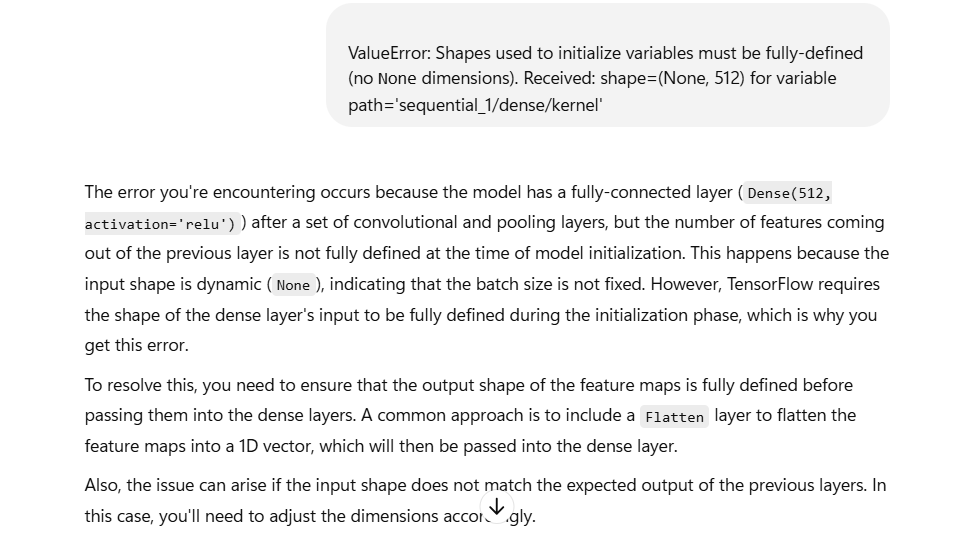 ValueError: Shapes used to initialize variables must be fully-defined
(no None dimensions). Received: shape=(None, 512) for variable
path='sequential_1/dense/kernel'
The error you're encountering occurs because the model has a fully-connected layer ( Dense(512,
activation='relu') ) after a set of convolutional and pooling layers, but the number of features coming
out of the previous layer is not fully defined at the time of model initialization. This happens because the
input shape is dynamic ( None ), indicating that the batch size is not fixed. However, TensorFlow requires
the shape of the dense layer's input to be fully defined during the initialization phase, which is why you
get this error.
To resolve this, you need to ensure that the output shape of the feature maps is fully defined before
passing them into the dense layers. A common approach is to include a Flatten layer to flatten the
feature maps into a 1D vector, which will then be passed into the dense layer.
Also, the issue can arise if the input shape does not match the expected output of the previous layers. In
this case, you'll need to adjust the dimensions accordingly.